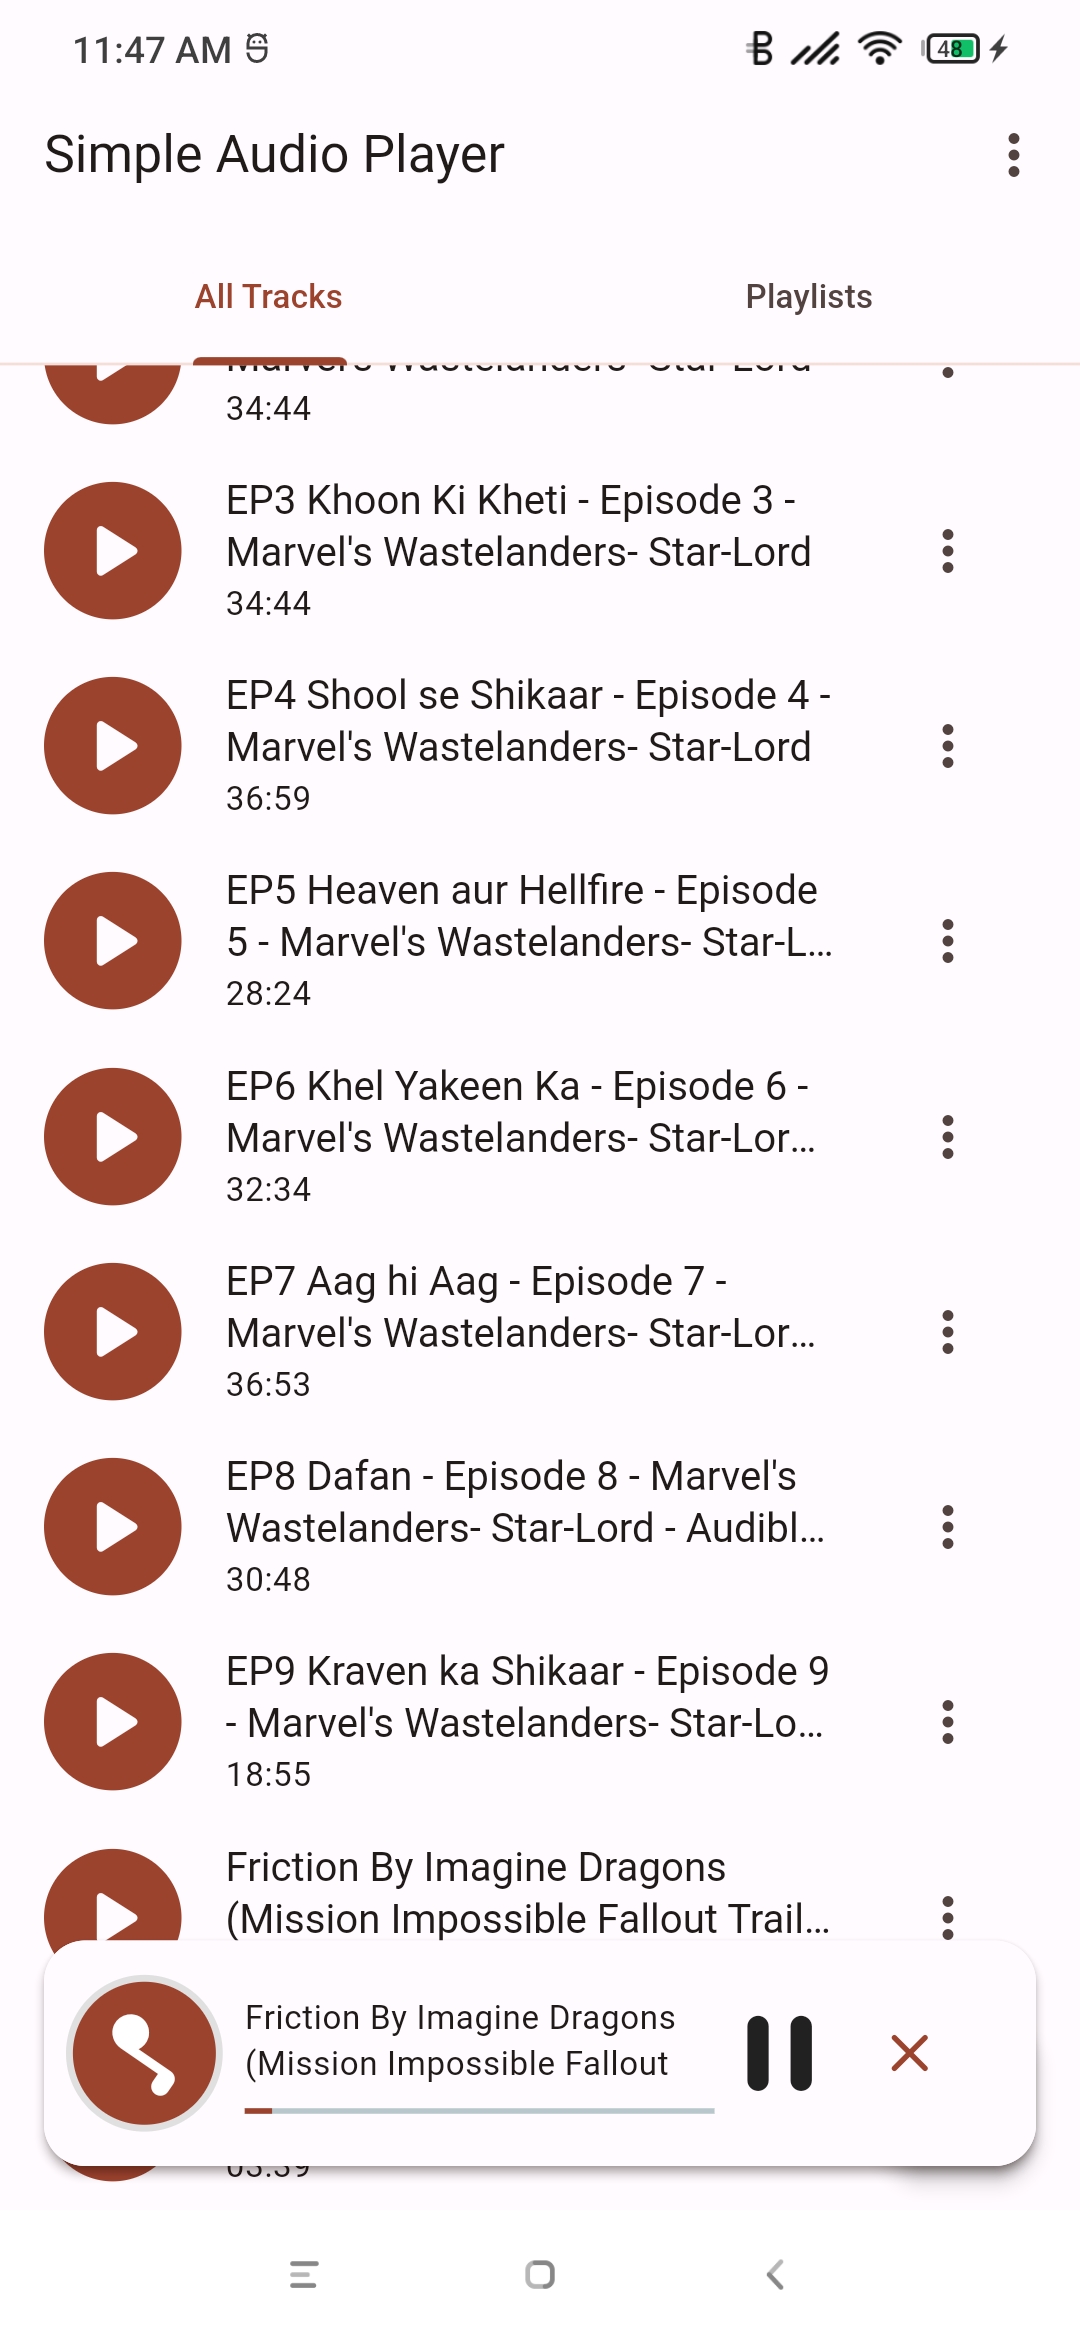 11:47 AM
48
Simple Audio Player
All Tracks
Playlists
Marvel's Wastelanders- Star-Lord
34:44
EP3 Khoon Ki Kheti - Episode 3 -
Marvel's Wastelanders- Star-Lord
34:44
EP4 Shool se Shikaar - Episode 4 -
Marvel's Wastelanders- Star-Lord
36:59
EP5 Heaven aur Hellfire - Episode
5 - Marvel's Wastelanders- Star-L...
28:24
EP6 Khel Yakeen Ka - Episode 6 -
Marvel's Wastelanders- Star-Lor...
32:34
EP7 Aag hi Aag - Episode 7 -
Marvel's Wastelanders- Star-Lor...
36:53
EP8 Dafan - Episode 8 - Marvel's
Wastelanders- Star-Lord - Audibl...
30:48
EP9 Kraven ka Shikaar - Episode 9
- Marvel's Wastelanders- Star-Lo...
18:55
Friction By Imagine Dragons
(Mission Impossible Fallout Trail...
Friction By Imagine Dragons
(Mission Impossible Fallout